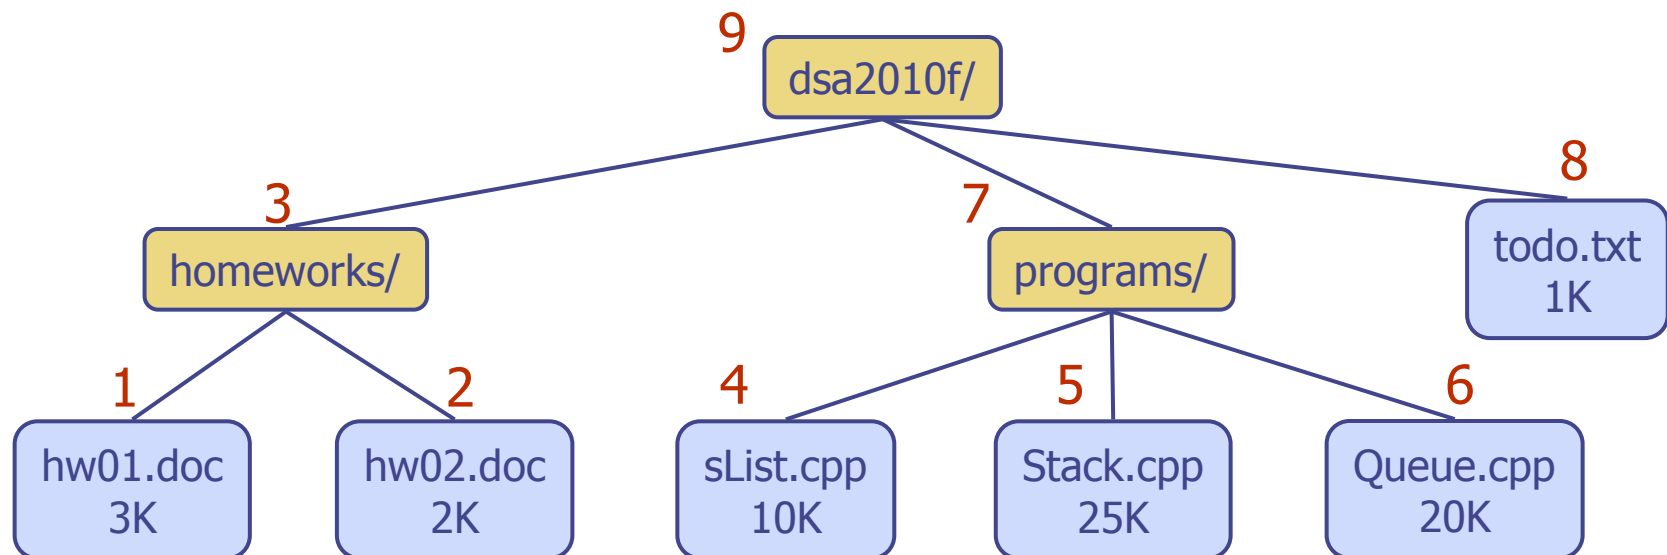 9
dsa2010f/
3
7
8
homeworks/
programs/
todo.txt
1K
1
2
4
5
6
hw01.doc
3K
hw02.doc
2K
sList.cpp
10K
Stack.cpp
25K
Queue.cpp
20K